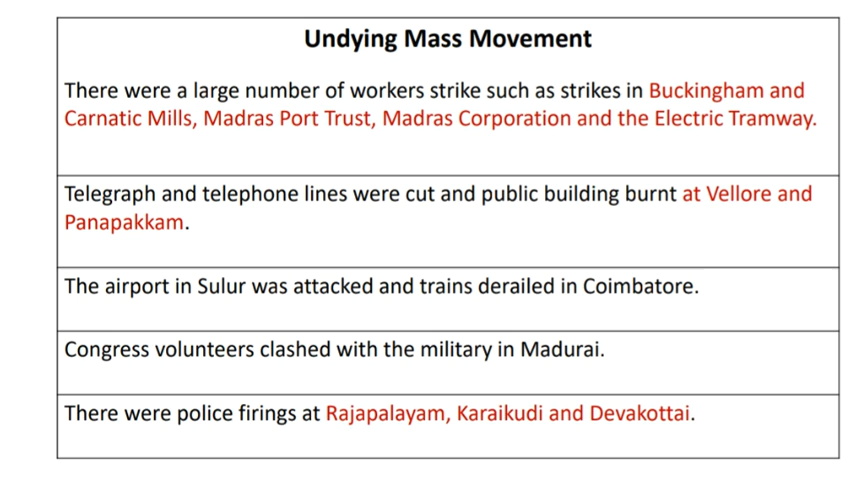 Undying Mass Movement
There were a large number of workers strike such as strikes in Buckingham and
Carnatic Mills, Madras Port Trust, Madras Corporation and the Electric Tramway.
Telegraph and telephone lines were cut and public building burnt at Vellore and
Panapakkam.
The airport in Sulur was attacked and trains derailed in Coimbatore.
Congress volunteers clashed with the military in Madurai.
There were police firings at Rajapalayam, Karaikudi and Devakottai.